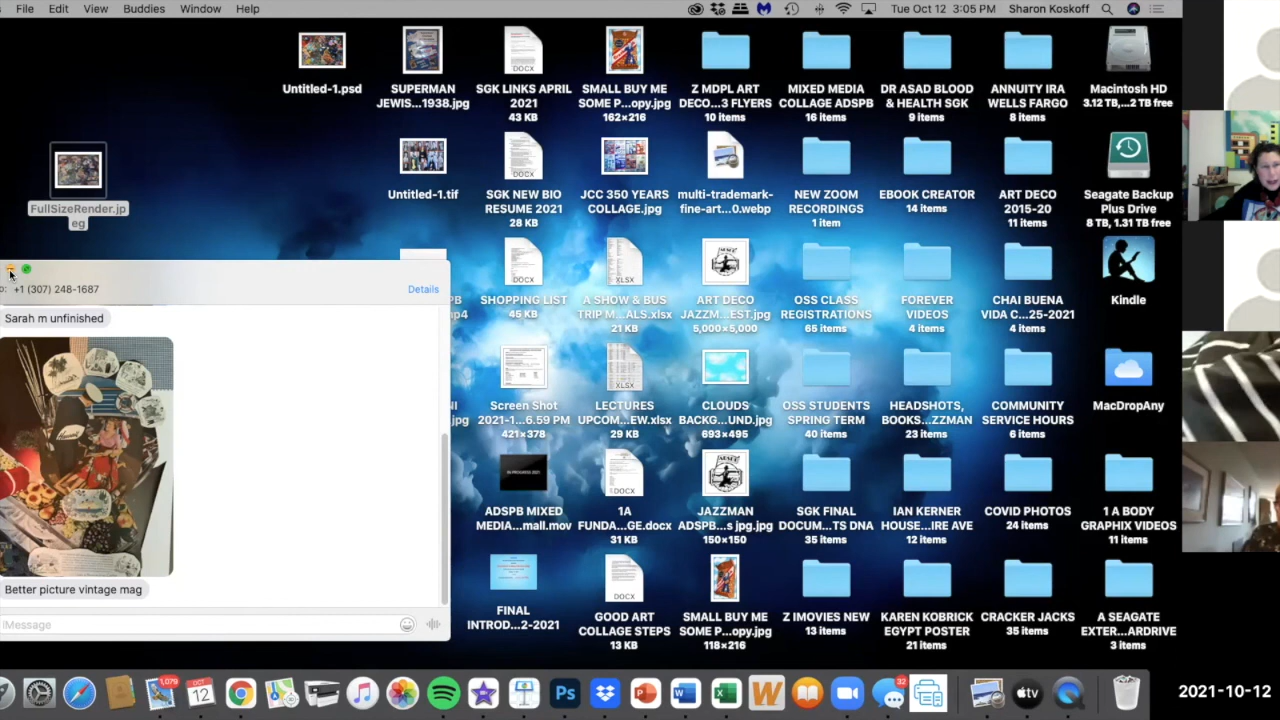 File Edit View Buddies Window Help Tue Oct 12 3:05 PM Sharon Koskoff
Untitled-1.psd
SUPERMAN
JEWIS...1938.jpg
SGK LINKS APRIL
2021
43 KB
SMALL BUY ME
SOME P...opy.jpg
162×216
Z MDPL ART
DECO...3 FLYERS
10 items
MIXED MEDIA
COLLAGE ADSPB
16 items
DR ASAD BLOOD
& HEALTH SGK
9 items
ANNUITY IRA
WELLS FARGO
8 items
Macintosh HD
3.12 TB,...2 TB free
FullSizeRender.jp
eg
Untitled-1.tif
DOCX
SGK NEW BIO
RESUME 2021
28 KB
JCC 350 YEARS
COLLAGE.jpg
multi-trademark-
fine-art...0.webp
NEW ZOOM
RECORDINGS
1 item
EBOOK CREATOR
14 items
ART DECO
2015-20
11 items
Seagate Backup
Plus Drive
8 TB, 1.31 TB free
+1 (307) 248-1687
Details
Sarah m unfinished
Better picture vintage mag
iMessage
DOCX
SHOPPING LIST
45 KB
XLSX
A SHOW & BUS
TRIP M...ALS.xlsx
21 KB
ART DECO
JAZZM...EST.jpg
5,000×5,000
OSS CLASS
REGISTRATIONS
65 items
FOREVER
VIDEOS
4 items
CHAI BUENA
VIDA C...25-2021
4 items
Kindle
Screen Shot
2021-1...6.59 PM
421×378
XLSX
LECTURES
UPCOM...EW.xlsx
29 KB
CLOUDS
BACKG...UND.jpg
693×495
OSS STUDENTS
SPRING TERM
40 items
HEADSHOTS,
BOOKS...ZZMAN
23 items
COMMUNITY
SERVICE HOURS
6 items
MacDropAny
IN PROGRESS 2021
ADSPB MIXED
MEDIA...mall.mov
DOCX
1A
FUNDA...GE.docx
31 KB
JAZZMAN
ADSPB...s jpg.jpg
150×150
SGK FINAL
DOCUM...TS DNA
35 items
IAN KERNER
HOUSE...IRE AVE
12 items
COVID PHOTOS
24 items
1 A BODY
GRAPHIX VIDEOS
11 items
FINAL
INTROD...2-2021
DOCX
GOOD ART
COLLAGE STEPS
13 KB
SMALL BUY ME
SOME P...opy.jpg
118×216
Z IMOVIES NEW
13 items
KAREN KOBRICK
EGYPT POSTER
21 items
CRACKER JACKS
35 items
A SEAGATE
EXTER...ARDRIVE
3 items
1,079
12
Ps
P
W
X
W
32
tv
2021-10-12